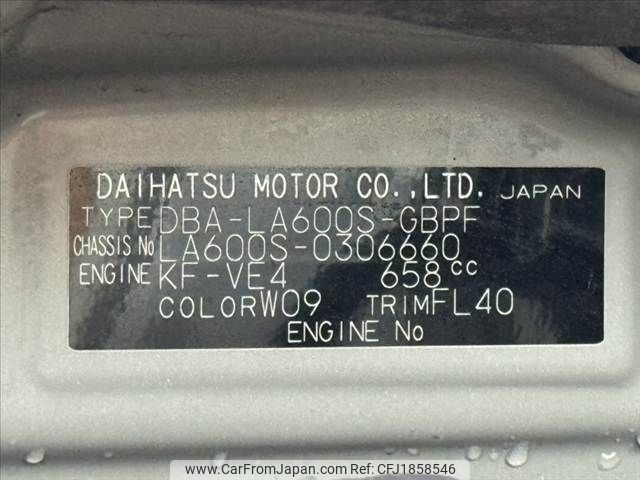 DAIHATSU MOTOR CO.,LTD. JAPAN
TYPE DBA-LA600S-GBPF
CHASSIS No LA600S-0306660
ENGINE KF-VE4 658cc
COLOR W09 TRIM FL40
ENGINE No
www.CarFromJapan.com | CFJ1858546